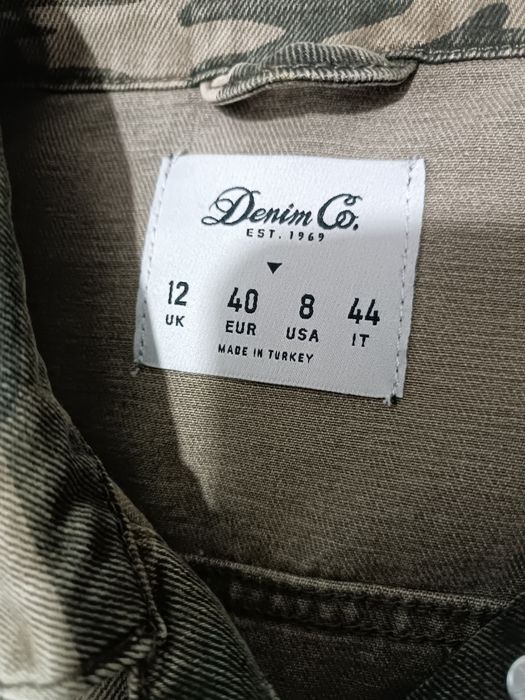 Denim Co.
EST. 1969
12 40 8 44
UK EUR USA IT
MADE IN TURKEY